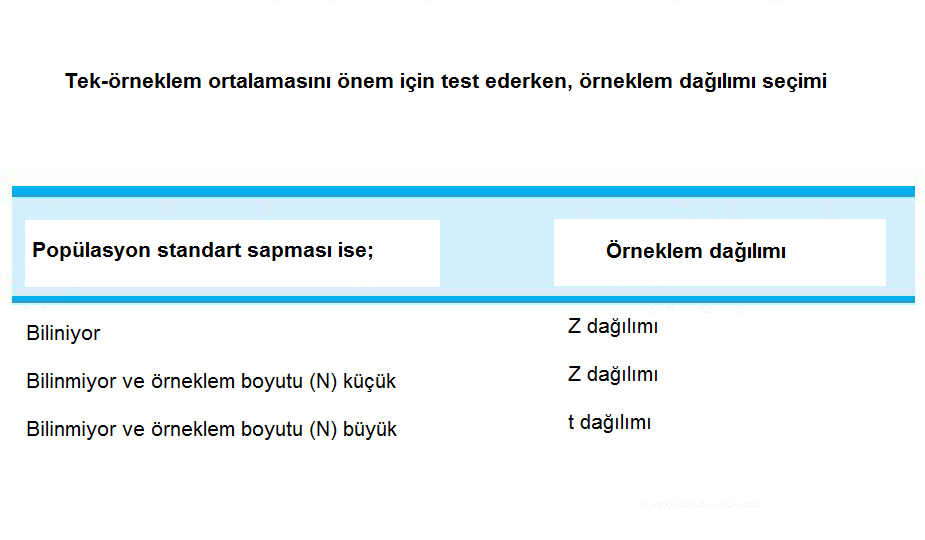 Tek-örneklem ortalamasını önem için test ederken, örneklem dağılımı seçimi
Popülasyon standart sapması ise; Örneklem dağılımı
Biliniyor Z dağılımı
Bilinmiyor ve örneklem boyutu (N) küçük Z dağılımı
Bilinmiyor ve örneklem boyutu (N) büyük t dağılımı